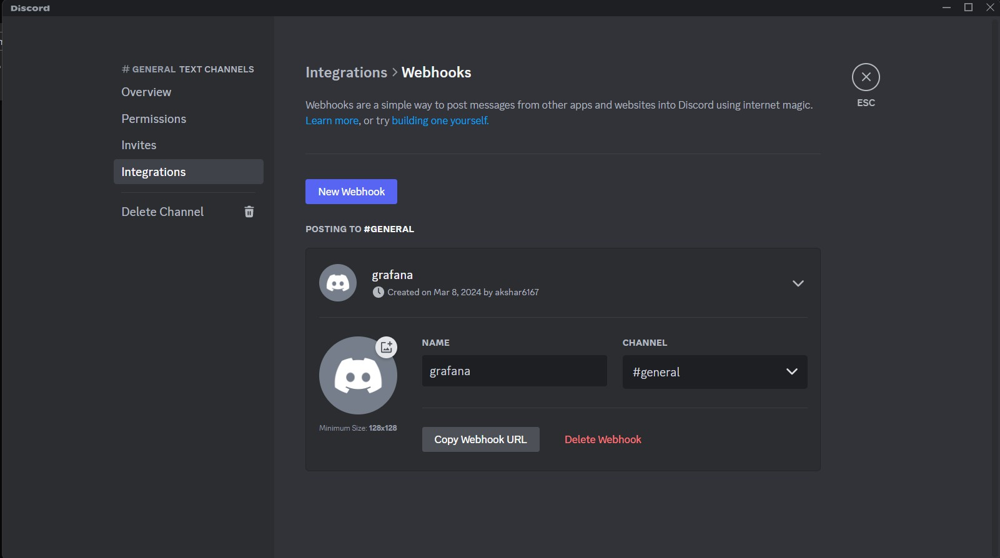 Discord
# GENERAL TEXT CHANNELS
Overview
Permissions
Invites
Integrations
Delete Channel
Integrations > Webhooks
Webhooks are a simple way to post messages from other apps and websites into Discord using internet magic.
Learn more, or try building one yourself.
ESC
New Webhook
POSTING TO #GENERAL
grafana
Created on Mar 8, 2024 by akshar6167
Minimum Size: 128x128
NAME
grafana
CHANNEL
#general
Copy Webhook URL
Delete Webhook